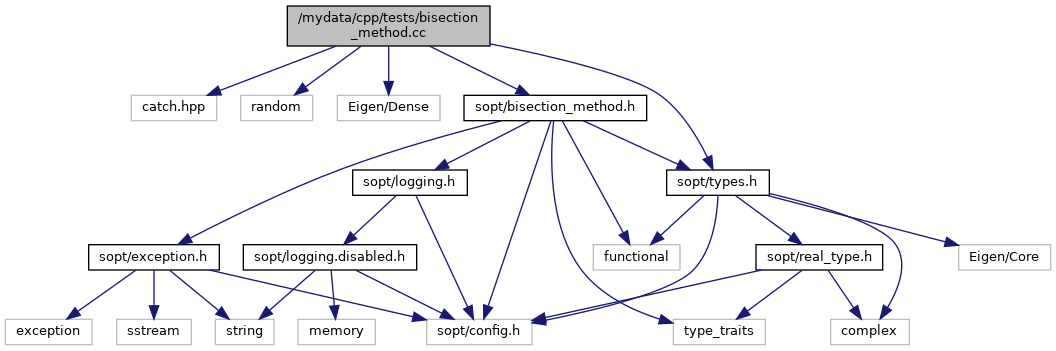 /mydata/cpp/tests/bisection
_method.cc
catch.hpp
random
Eigen/Dense
sopt/bisection_method.h
sopt/logging.h
sopt/types.h
sopt/exception.h
sopt/logging.disabled.h
functional
sopt/real_type.h
Eigen/Core
exception
sstream
string
memory
sopt/config.h
type_traits
complex